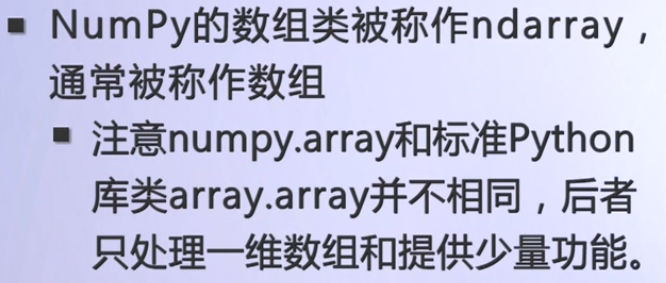 ▪ NumPy的数组类被称作ndarray，
通常被称作数组
▪ 注意numpy.array和标准Python
库类array.array并不相同，后者
只处理一维数组和提供少量功能。